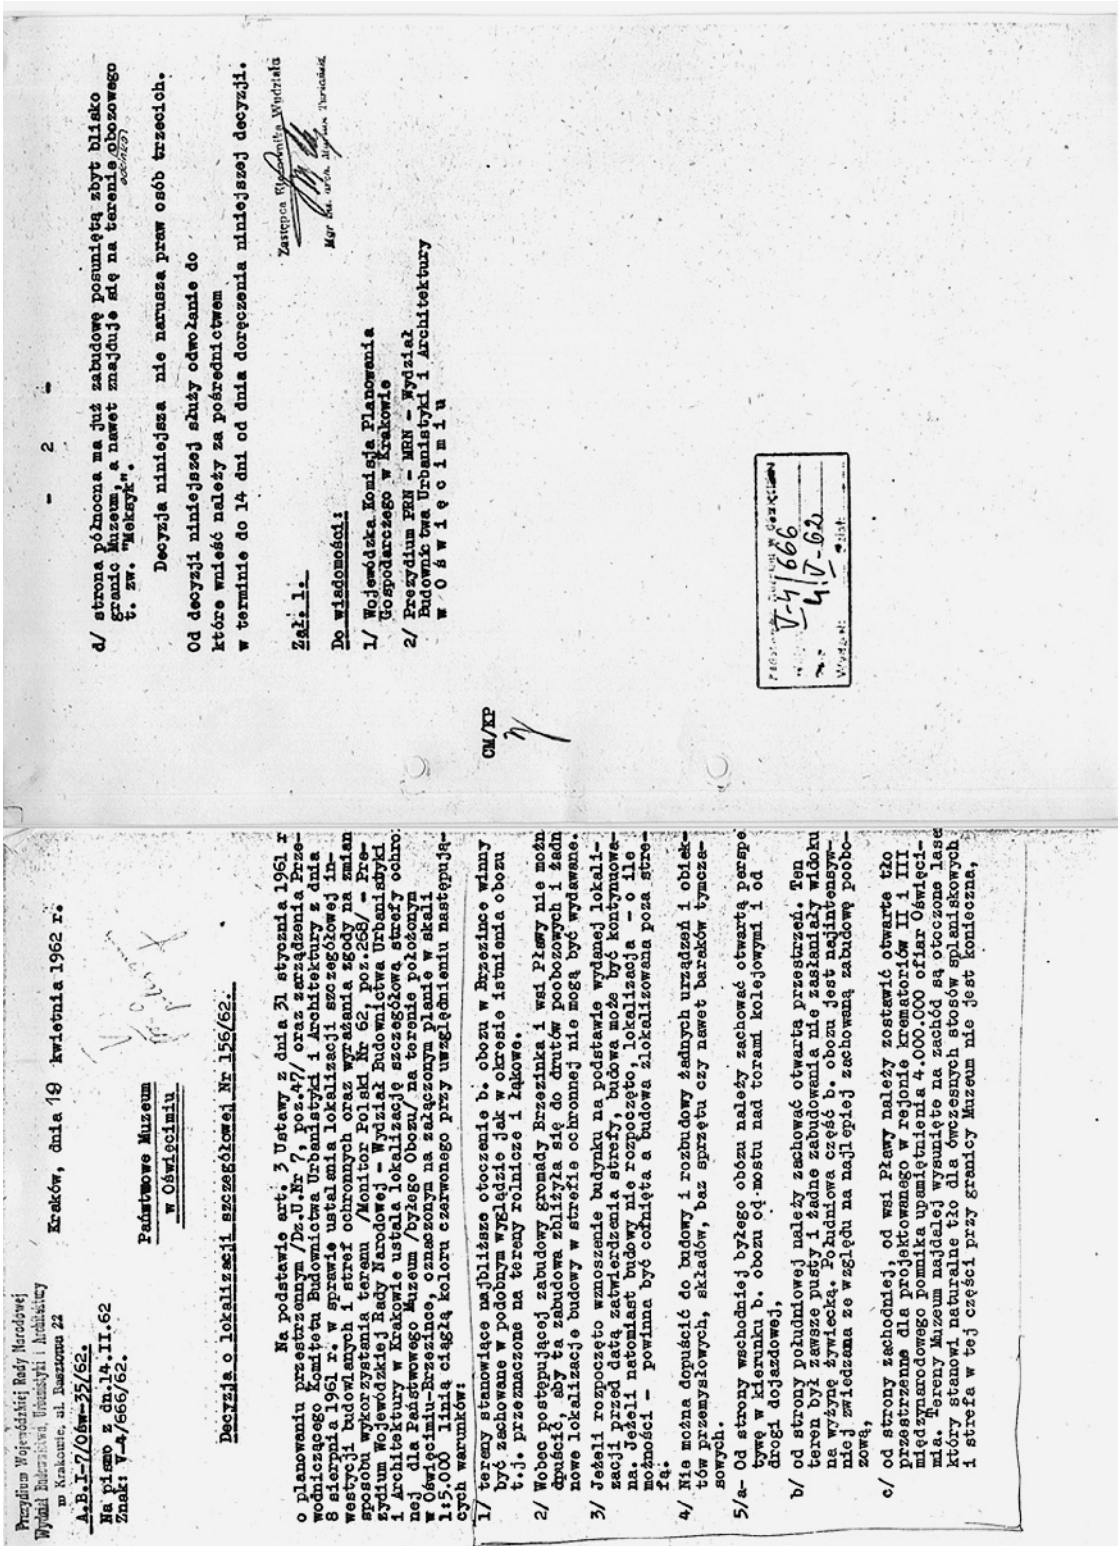 Prezydium Wojewódzkiej Rady Narodowej
Wydział Budownictwa, Urbanistyki i Architektury
w Krakowie, ul. Basztowa 22
A.B.I-7/Ośw-25/62.
Na pismo z dn.14.II.62
Znak: V-4/666/62.
Kraków, dnia 19 kwietnia 1962 r.
Państwowe Muzeum
w Oświęcimiu
Decyzja o lokalizacji szczegółowej Nr 156/62.
Na podstawie art. 3 Ustawy z dnia 31 stycznia 1961 r
o planowaniu przestrzennym /Dz.U.Nr 7, poz.47/ oraz zarządzenia Prze-
wodniczącego Komitetu Budownictwa Urbanistyki i Architektury z dnia
8 sierpnia 1961 r. w sprawie ustalania lokalizacji szczegółowej in-
westycji budowlanych i stref ochronnych oraz wyrażania zgody na zmian
sposobu wykorzystania terenu /Monitor Polski Nr 62, poz.268/ - Pre-
zydium Wojewódzkiej Rady Narodowej - Wydział Budownictwa Urbanistyki
i Architektury w Krakowie ustala lokalizację szczegółową strefy ochro
nej dla Państwowego Muzeum /byłego Obozu/ na terenie położonym
w Oświęcimiu-Brzezince, oznaczonym na załączonym planie w skali
1:5.000 linią ciągłą koloru czerwonego przy uwzględnieniu następują-
cych warunków:
1/ tereny stanowiące najbliższe otoczenie b. obozu w Brzezince winny
być zachowane w podobnym wyglądzie jak w okresie istnienia obozu
t.j. przeznaczone na tereny rolnicze i łąkowe.
2/ Wobec postępującej zabudowy gromady Brzezinka i wsi Pławy nie możn
dpuścić, aby ta zabudowa zbliżyła się do drutów poobozowych i żadn
nowe lokalizacje budowy w strefie ochronnej nie mogą być wydawane.
3/ Jeżeli rozpoczęto wznoszenie budynku na podstawie wydanej lokali-
zacji przed datą zatwierdzenia strefy, budowa może być kontynuowa-
na. Jeżeli natomiast budowy nie rozpoczęto, lokalizacja - o ile
możności - powinna być cofnięta a budowa zlokalizowana poza stre-
fą.
4/ Nie można dopuścić do budowy i rozbudowy żadnych urządzeń i obiek-
tów przemysłowych, składów, baz sprzętu czy nawet baraków tymcza-
sowych.
5/a- Od strony wschodniej byłego obozu należy zachować otwartą perspe
tywę w kierunku b. obozu od mostu nad torami kolejowymi i od
drogi dojazdowej,
b/ od strony południowej należy zachować otwartą przestrzeń. Ten
teren był zawsze pusty i żadne zabudowania nie zasłaniały widoku
na wyżynę żywiecką. Południowa część b. obozu jest najintensyw-
niej zwiedzana ze względu na najlepiej zachowaną zabudowę poobo-
zową,
c/ od strony zachodniej, od wsi Pławy należy zostawić otwarte tło
przestrzenne dla projektowanego w rejonie krematoriów II i III
międzynarodowego pomnika upamiętnienia 4.000.000 ofiar Oświęci-
mia. Tereny Muzeum najdalej wysunięte na zachód są otoczone lase
który stanowi naturalne tło dla ówczesnych stosów spaleniskowych
i strefa w tej części przy granicy Muzeum nie jest konieczna,
- 2 -
d/ strona północna ma już zabudowę posuniętą zbyt blisko
granic Muzeum, a nawet znajduje się na terenie obozowego
odcinka
t. zw. "Meksyk".
Decyzja niniejsza nie narusza praw osób trzecich.
Od decyzji niniejszej służy odwołanie do
które wnieść należy za pośrednictwem
w terminie do 14 dni od dnia doręczenia niniejszej decyzji.
Zastępca Kierownika Wydziału
Mgr inż. arch.
Zał. 1.
Do wiadomości:
1/ Wojewódzka Komisja Planowania
Gospodarczego w Krakowie
2/ Prezydium PRN - MRN - Wydział
Budownictwa Urbanistyki i Architektury
w Oświęcimiu
CM/KP
V-4/666
4.V-62